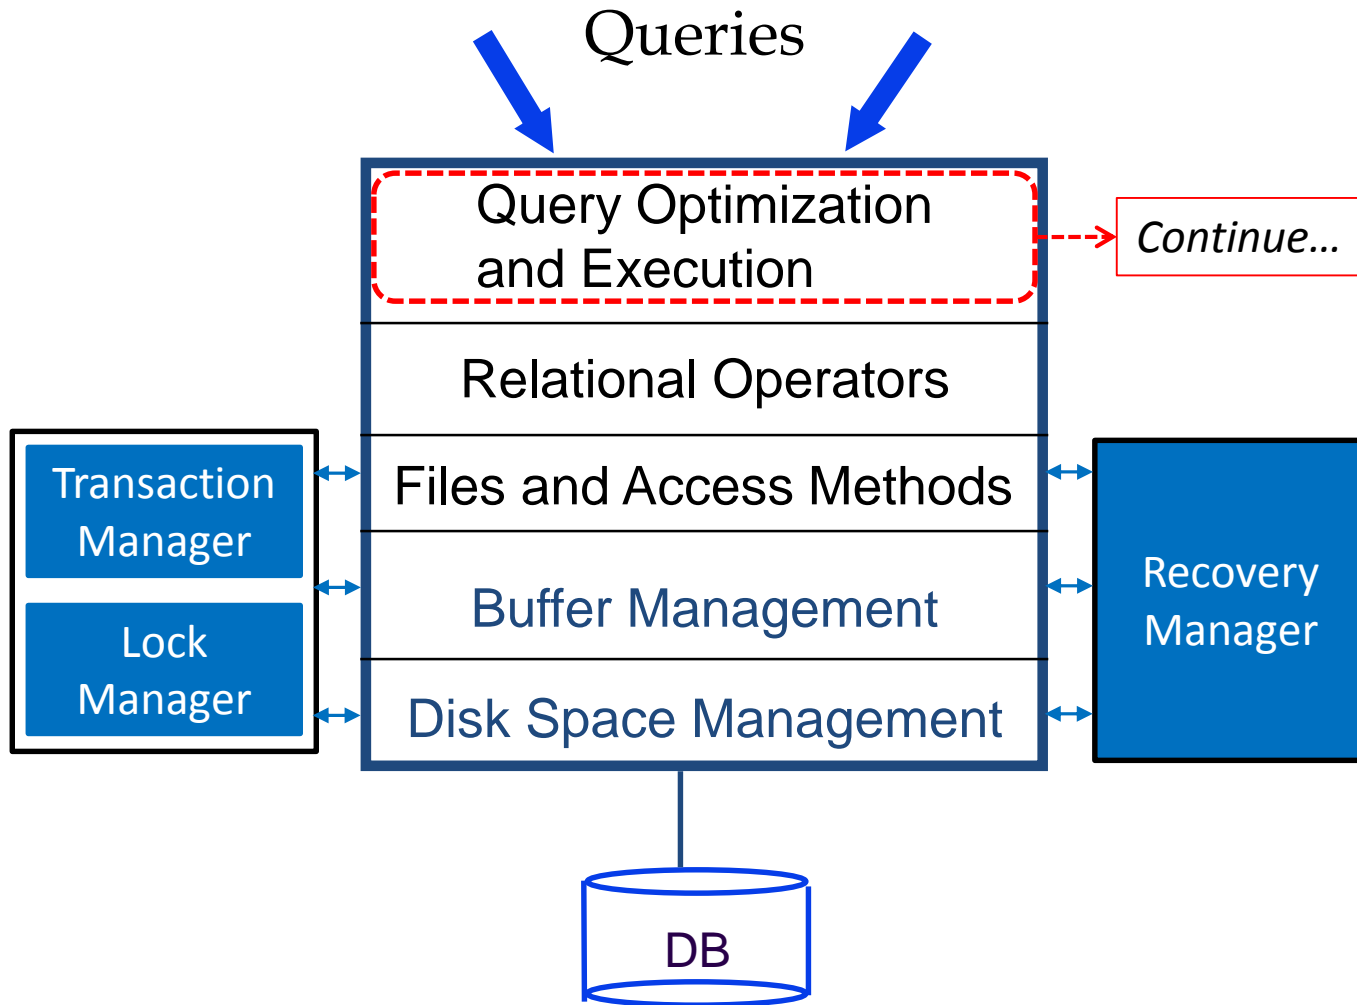 Queries
Query Optimization
and Execution
Continue…
Relational Operators
Files and Access Methods
Buffer Management
Disk Space Management
Transaction
Manager
Lock
Manager
Recovery
Manager
DB